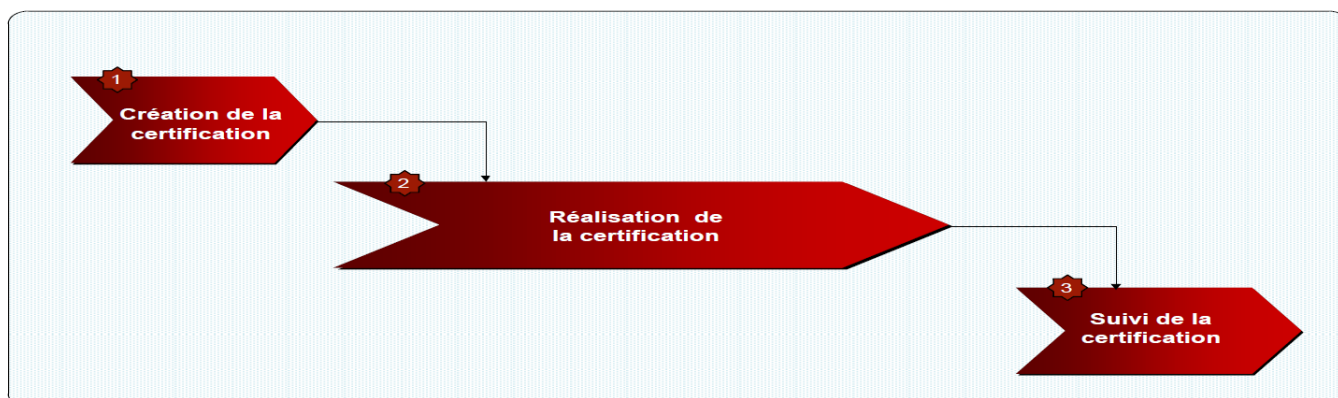 1
Création de la
certification
2
Réalisation de
la certification
3
Suivi de la
certification